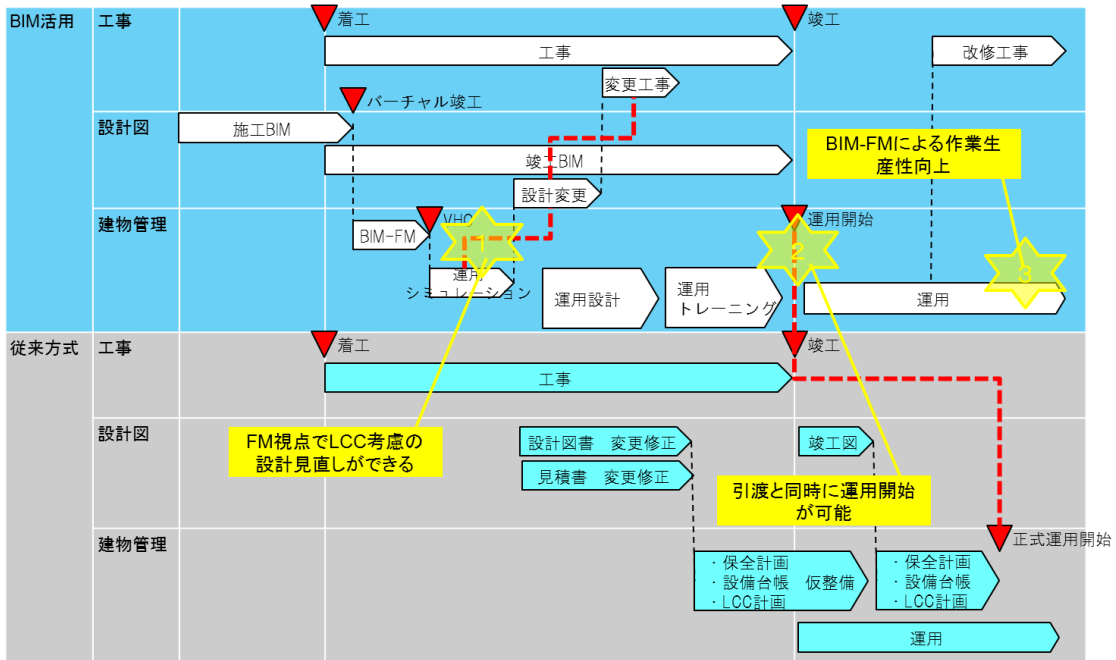 BIM活用
工事
着工
竣工
工事
改修工事
変更工事
バーチャル竣工
設計図
施工BIM
竣工BIM
BIM-FMによる作業生
産性向上
設計変更
建物管理
VHO
運用開始
BIM-FM
1
2
3
運用
シミュレーション
運用設計
運用
トレーニング
運用
従来方式
工事
着工
竣工
工事
設計図
FM視点でLCC考慮の
設計見直しができる
設計図書 変更修正
竣工図
見積書 変更修正
引渡と同時に運用開始
が可能
建物管理
正式運用開始
・保全計画
・設備台帳 仮整備
・LCC計画
・保全計画
・設備台帳
・LCC計画
運用